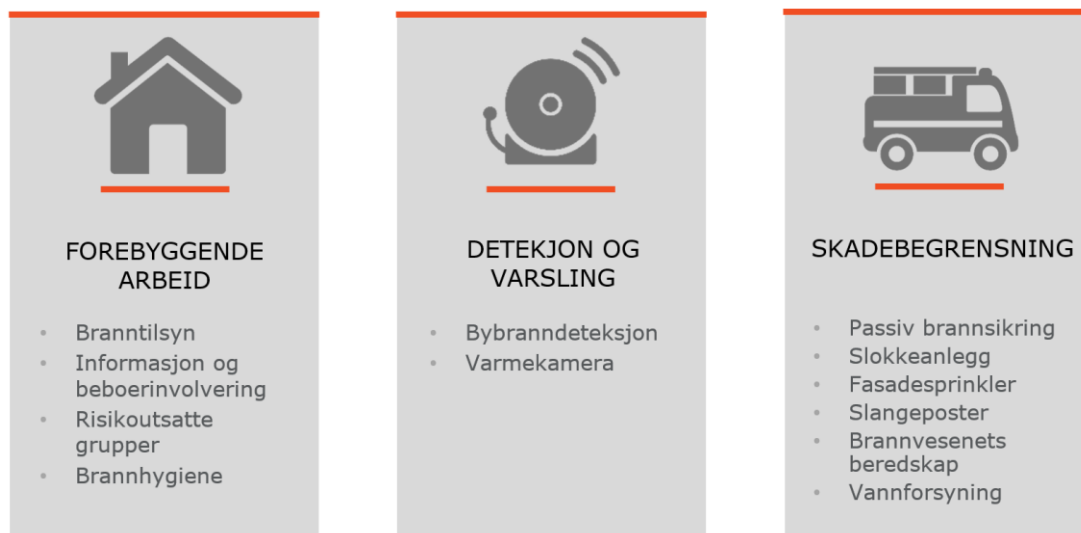 FOREBYGGENDE
ARBEID
• Branntilsyn
• Informasjon og
beboerinvolvering
• Risikoutsatte
grupper
• Brannhygiene
DETEKJON OG
VARSLING
• Bybranndeteksjon
• Varmekamera
SKADEBEGRENSNING
• Passiv brannsikring
• Slokkeanlegg
• Fasadesprinkler
• Slangeposter
• Brannvesenets
beredskap
• Vannforsyning